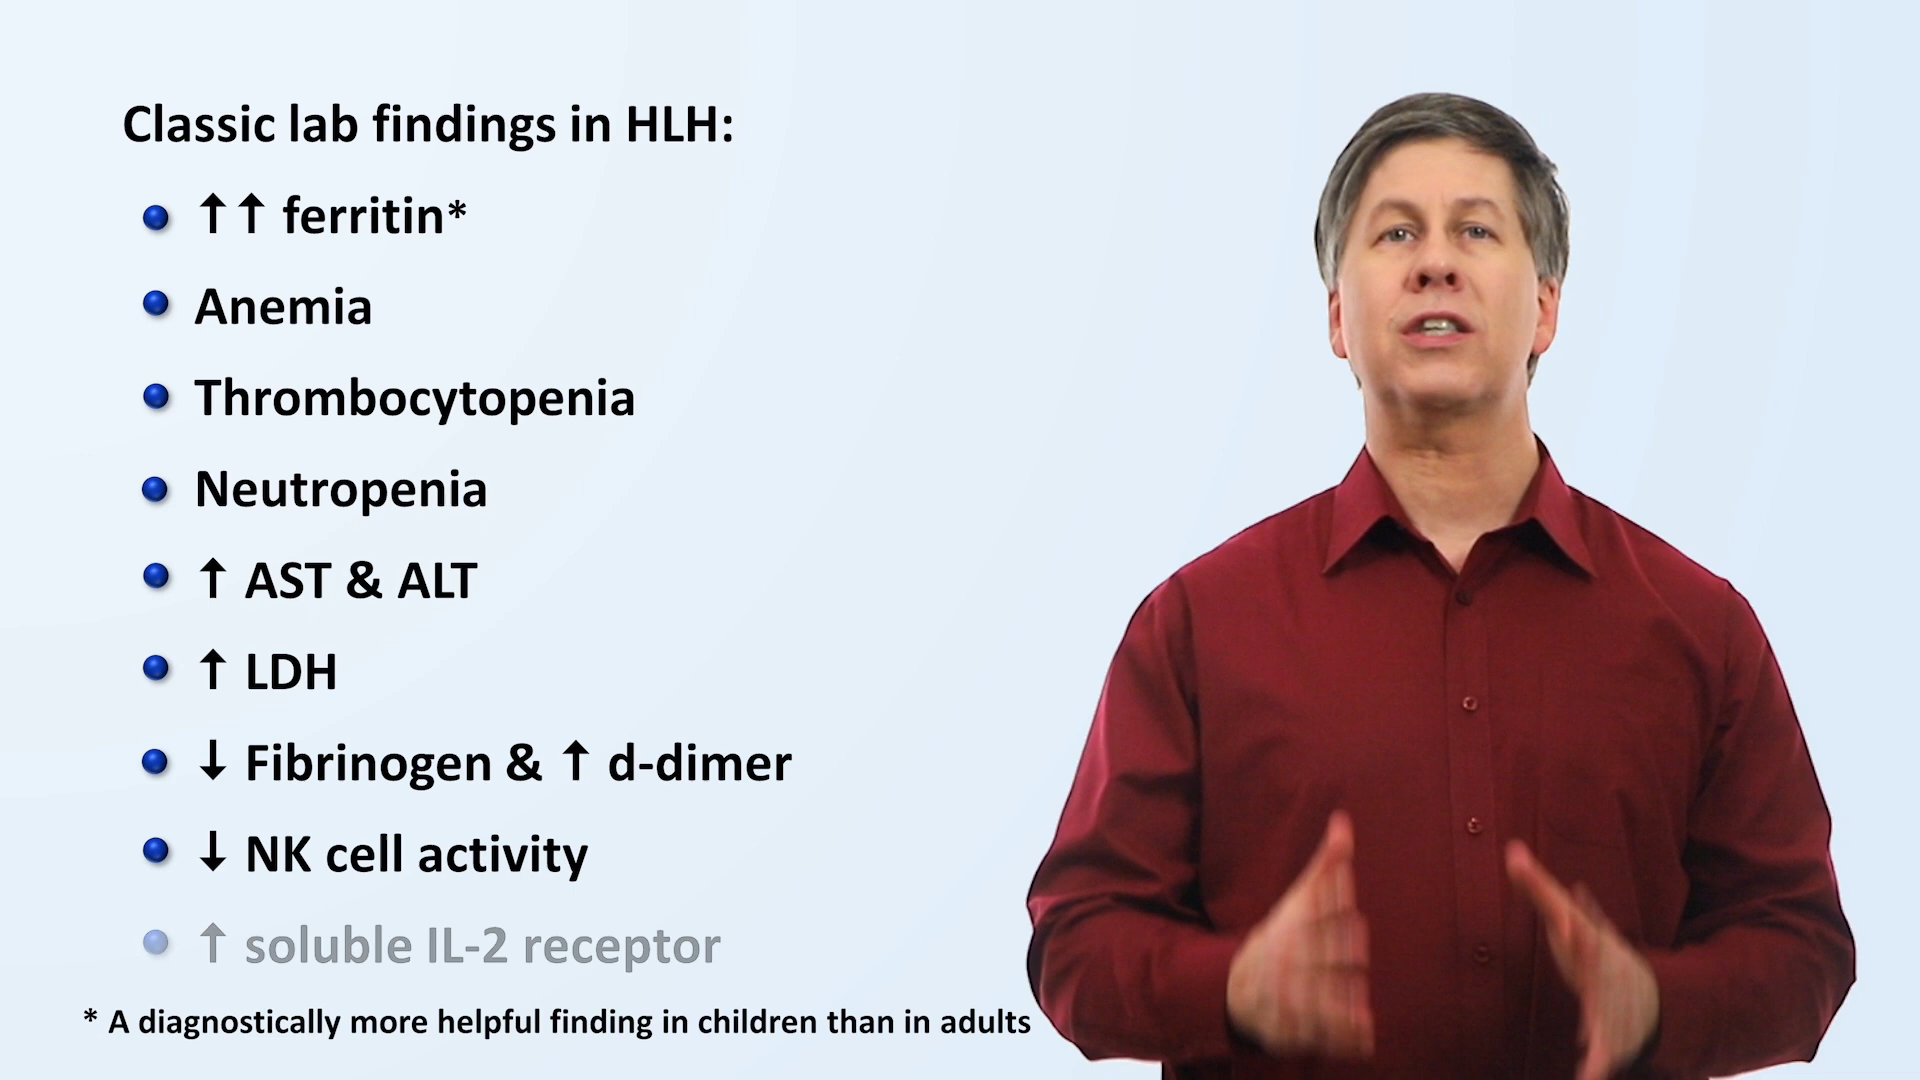 Classic lab findings in HLH:
↑↑ ferritin*
Anemia
Thrombocytopenia
Neutropenia
↑ AST & ALT
↑ LDH
↓ Fibrinogen & ↑ d-dimer
↓ NK cell activity
↑ soluble IL-2 receptor
* A diagnostically more helpful finding in children than in adults